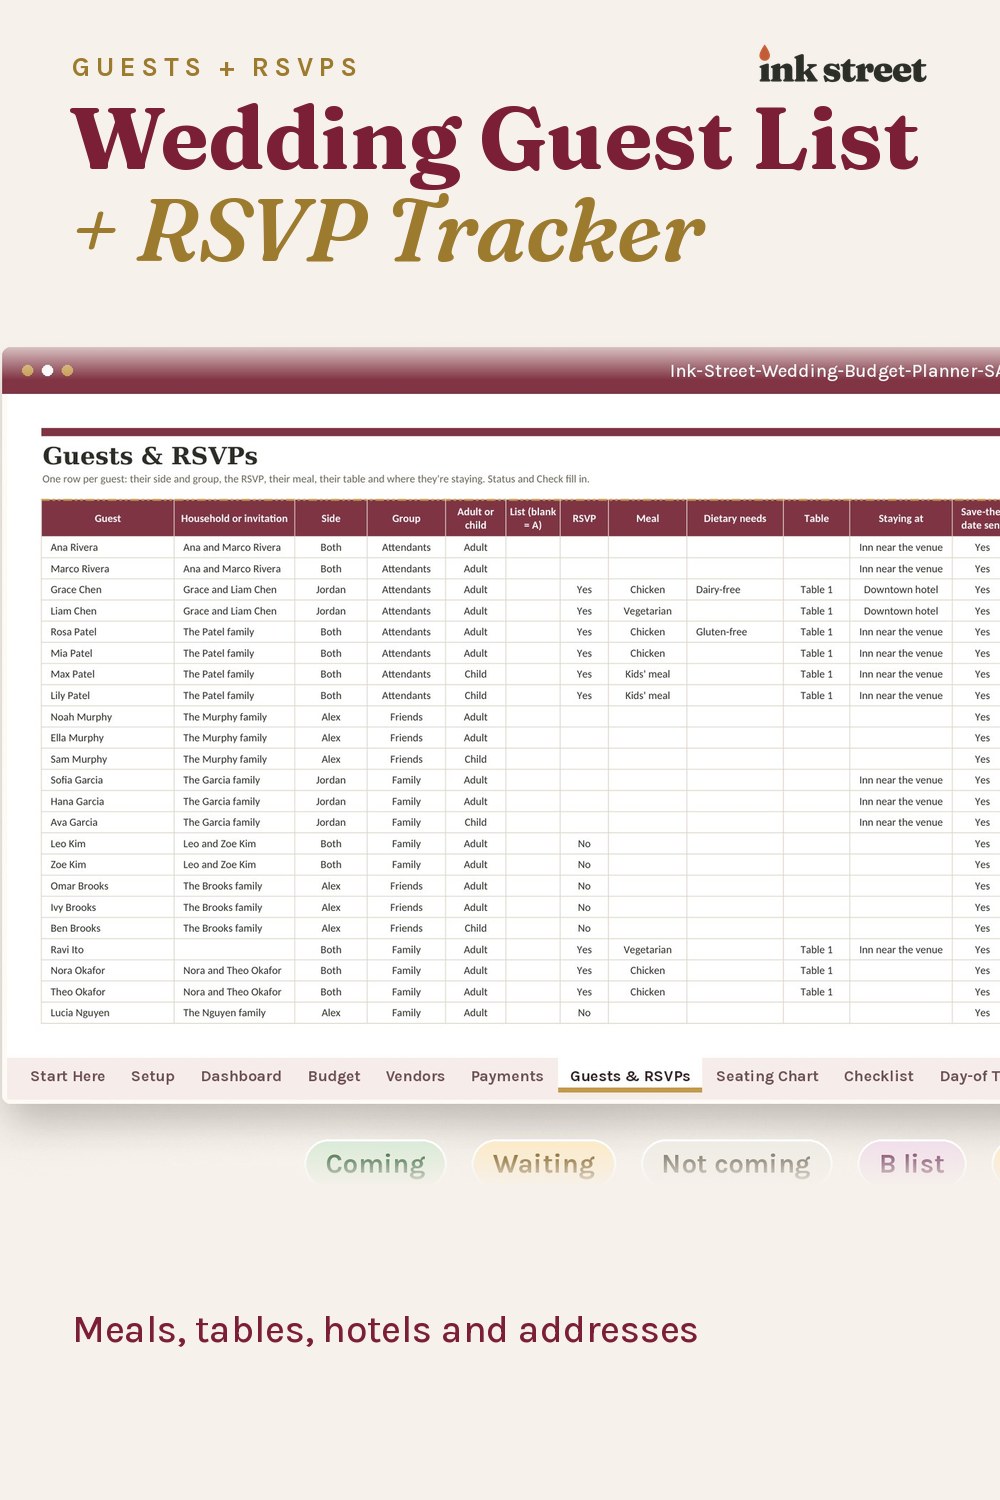 GUESTS + RSVPS
ink street
Wedding Guest List
+ RSVP Tracker
Ink-Street-Wedding-Budget-Planner-SA
Guests & RSVPs
One row per guest: their side and group, the RSVP, their meal, their table and where they're staying. Status and Check fill in.
Guest Household or invitation Side Group Adult or child List (blank = A) RSVP Meal Dietary needs Table Staying at Save-the date sen
Ana Rivera Ana and Marco Rivera Both Attendants Adult Inn near the venue Yes
Marco Rivera Ana and Marco Rivera Both Attendants Adult Inn near the venue Yes
Grace Chen Grace and Liam Chen Jordan Attendants Adult Yes Chicken Dairy-free Table 1 Downtown hotel Yes
Liam Chen Grace and Liam Chen Jordan Attendants Adult Yes Vegetarian Table 1 Downtown hotel Yes
Rosa Patel The Patel family Both Attendants Adult Yes Chicken Gluten-free Table 1 Inn near the venue Yes
Mia Patel The Patel family Both Attendants Adult Yes Chicken Table 1 Inn near the venue Yes
Max Patel The Patel family Both Attendants Child Yes Kids' meal Table 1 Inn near the venue Yes
Lily Patel The Patel family Both Attendants Child Yes Kids' meal Table 1 Inn near the venue Yes
Noah Murphy The Murphy family Alex Friends Adult Yes
Ella Murphy The Murphy family Alex Friends Adult Yes
Sam Murphy The Murphy family Alex Friends Child Yes
Sofia Garcia The Garcia family Jordan Family Adult Inn near the venue Yes
Hana Garcia The Garcia family Jordan Family Adult Inn near the venue Yes
Ava Garcia The Garcia family Jordan Family Child Inn near the venue Yes
Leo Kim Leo and Zoe Kim Both Family Adult No Yes
Zoe Kim Leo and Zoe Kim Both Family Adult No Yes
Omar Brooks The Brooks family Alex Friends Adult No Yes
Ivy Brooks The Brooks family Alex Friends Adult No Yes
Ben Brooks The Brooks family Alex Friends Child No Yes
Ravi Ito Both Family Adult Yes Vegetarian Table 1 Inn near the venue Yes
Nora Okafor Nora and Theo Okafor Both Family Adult Yes Chicken Table 1 Yes
Theo Okafor Nora and Theo Okafor Both Family Adult Yes Chicken Table 1 Yes
Lucia Nguyen The Nguyen family Alex Family Adult No Yes
Start Here Setup Dashboard Budget Vendors Payments Guests & RSVPs Seating Chart Checklist Day-of T
Coming Waiting Not coming B list
Meals, tables, hotels and addresses